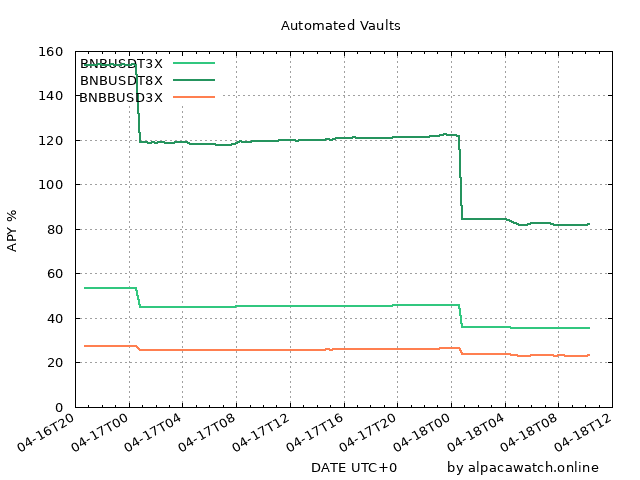 Automated Vaults
BNBUSDT3X
BNBUSDT8X
BNBBUSD3X
160
140
120
100
80
60
40
20
0
APY %
04-16T20
04-17T00
04-17T04
04-17T08
04-17T12
04-17T16
04-17T20
04-18T00
04-18T04
04-18T08
04-18T12
DATE UTC+0
by alpacawatch.online